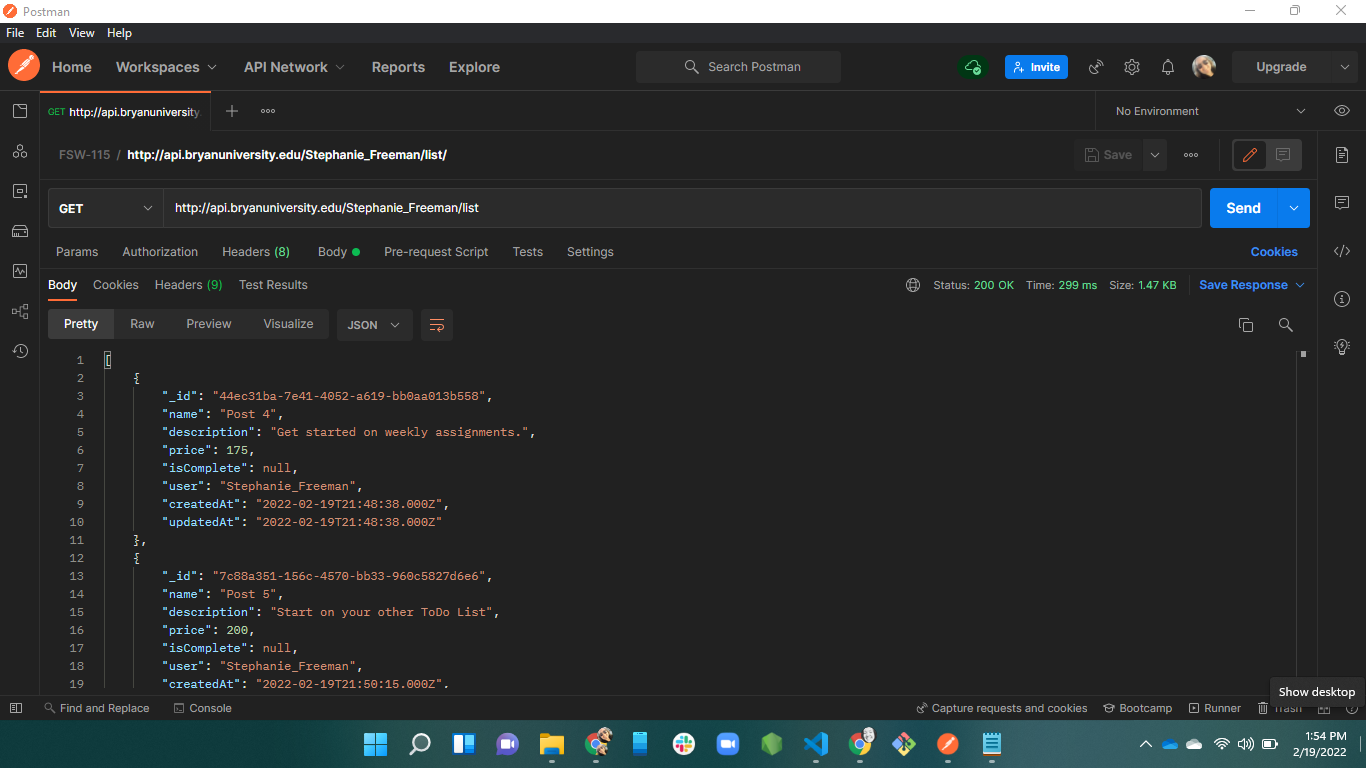 Postman
File Edit View Help
Home Workspaces API Network Reports Explore Search Postman Invite Upgrade
GET http://api.bryanuniversity. No Environment
FSW-115 / http://api.bryanuniversity.edu/Stephanie_Freeman/list/ Save
GET http://api.bryanuniversity.edu/Stephanie_Freeman/list Send
Params Authorization Headers (8) Body Pre-request Script Tests Settings Cookies
Body Cookies Headers (9) Test Results Status: 200 OK Time: 299 ms Size: 1.47 KB Save Response
Pretty Raw Preview Visualize JSON
1 [
2 {
3 "_id": "44ec31ba-7e41-4052-a619-bb0aa013b558",
4 "name": "Post 4",
5 "description": "Get started on weekly assignments.",
6 "price": 175,
7 "isComplete": null,
8 "user": "Stephanie_Freeman",
9 "createdAt": "2022-02-19T21:48:38.000Z",
10 "updatedAt": "2022-02-19T21:48:38.000Z"
11 },
12 {
13 "_id": "7c88a351-156c-4570-bb33-960c5827d6e6",
14 "name": "Post 5",
15 "description": "Start on your other ToDo List",
16 "price": 200,
17 "isComplete": null,
18 "user": "Stephanie_Freeman",
19 "createdAt": "2022-02-19T21:50:15.000Z",
Show desktop
Find and Replace Console Capture requests and cookies Bootcamp Runner Trash
1:54 PM
2/19/2022